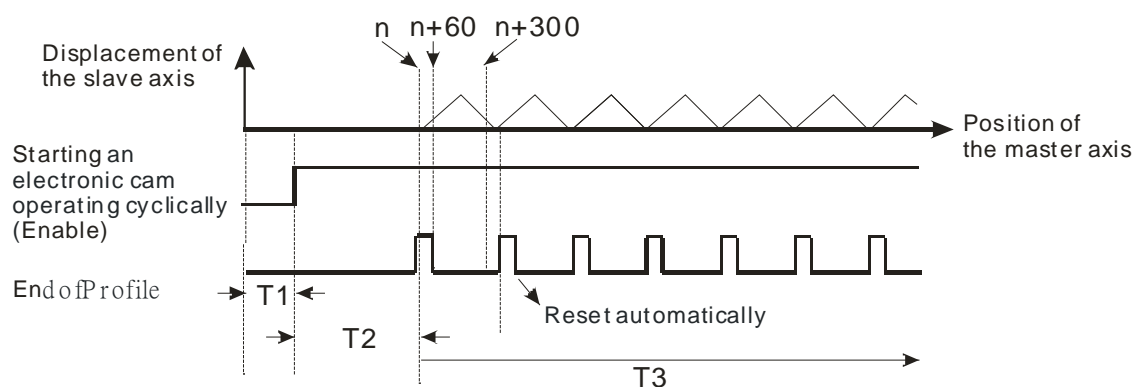 n n+60 n+300
Displacement of
the slave axis
Position of
the master axis
Starting an
electronic cam
operating cyclically
(Enable)
EndofProfile
T1
Reset automatically
T2
T3